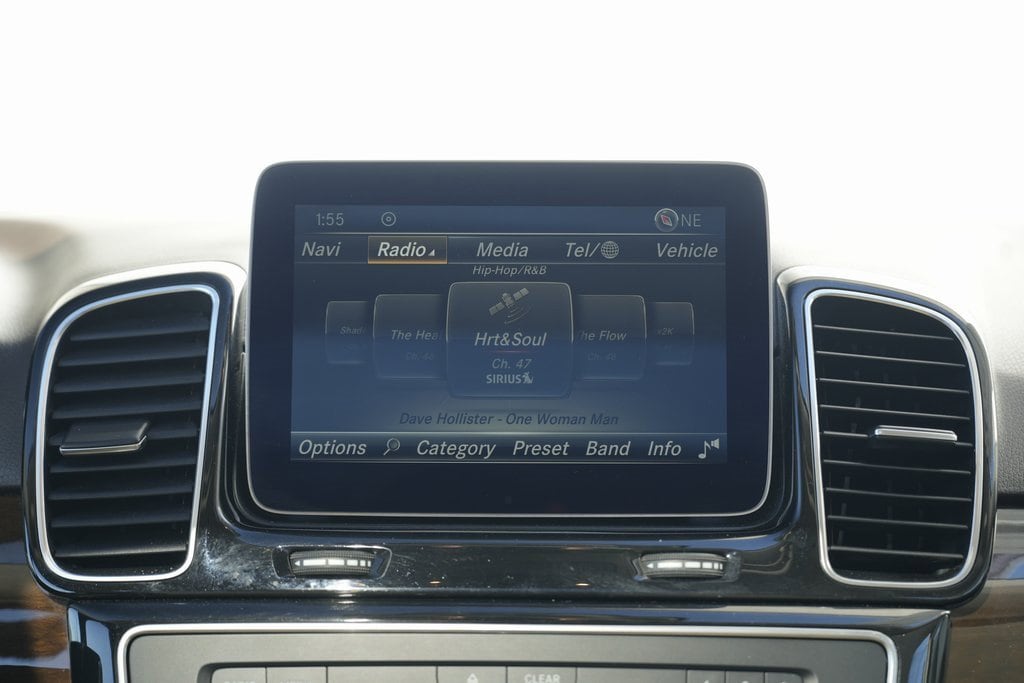 1:55 NE
Navi Radio Media Tel/ Vehicle
Hip-Hop/R&B
The Hea Hrt&Soul he Flow
Ch. 47
SIRIUS
Dave Hollister - One Woman Man
Options Category Preset Band Info
CLEAR